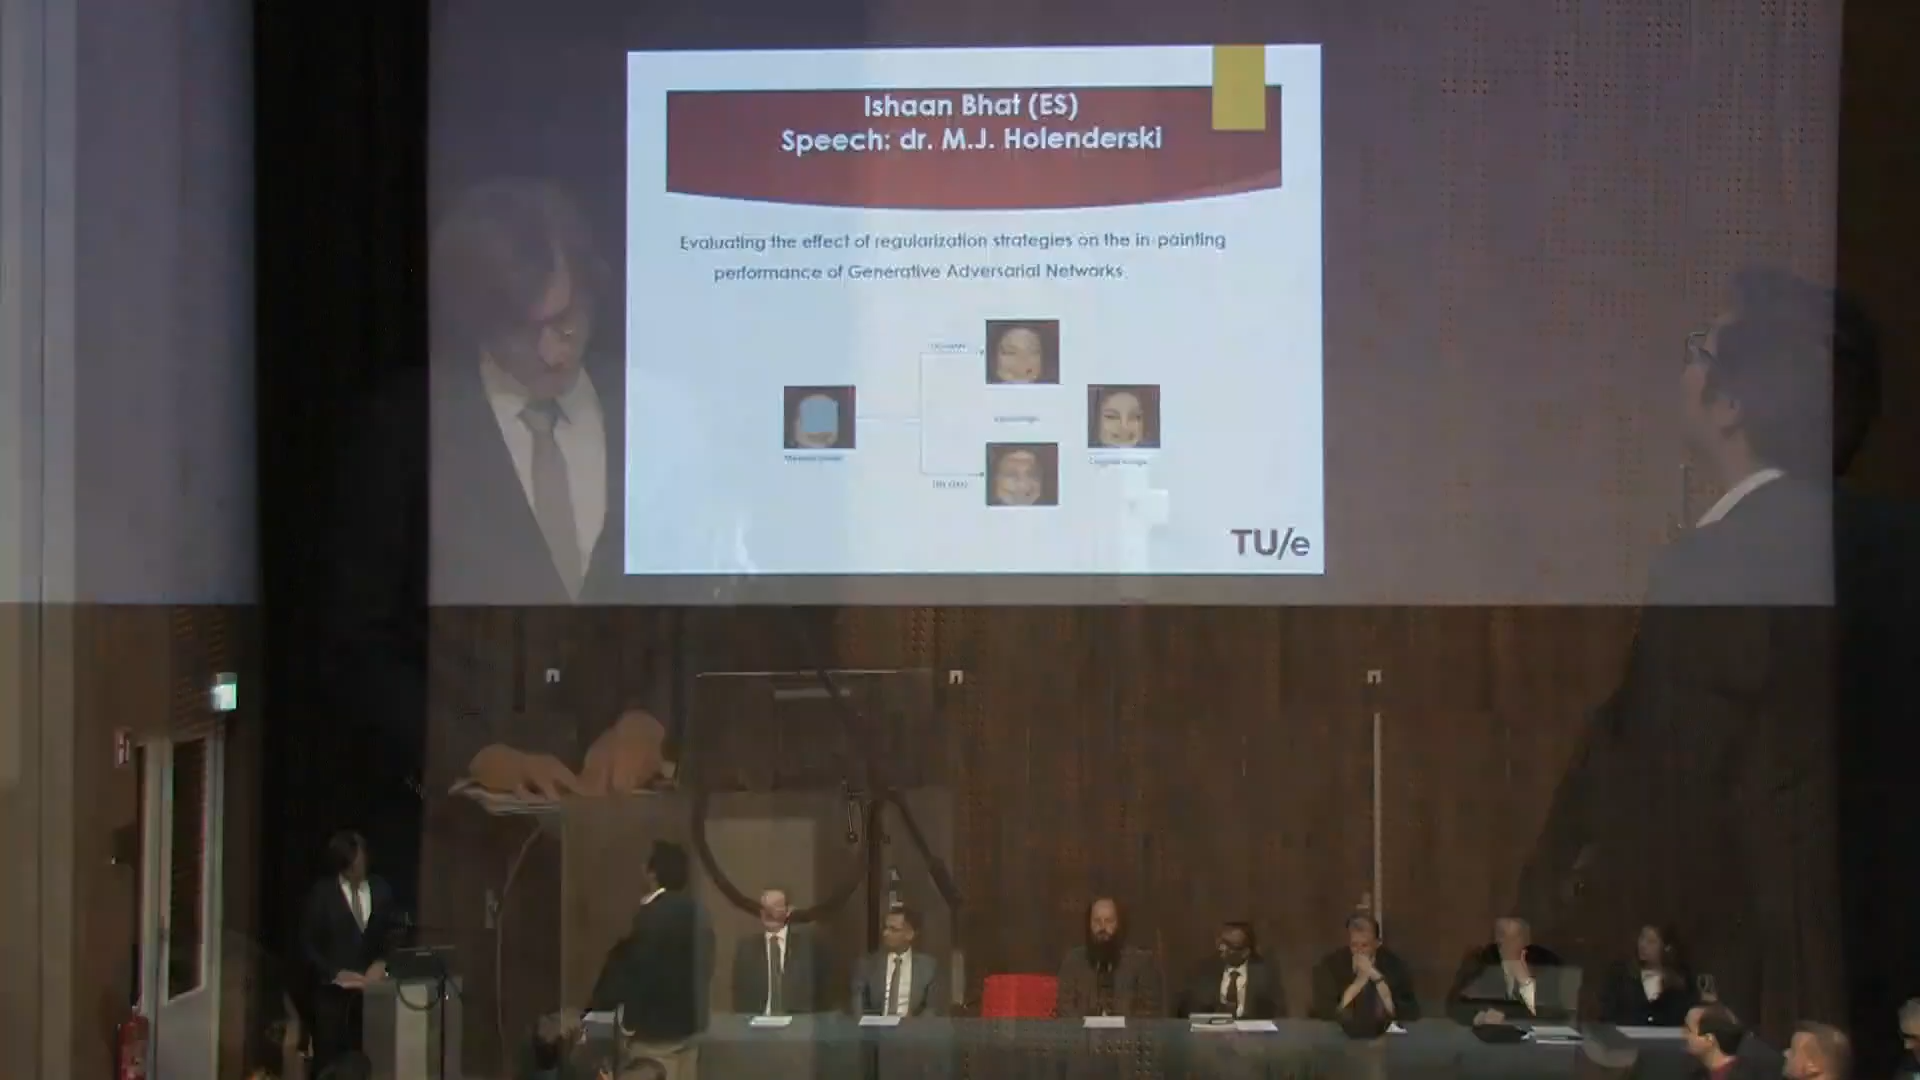 Ishaan Bhat (ES)
Speech: dr. M.J. Holenderski
Evaluating the effect of regularization strategies on the in-painting
performance of Generative Adversarial Networks
TU/e